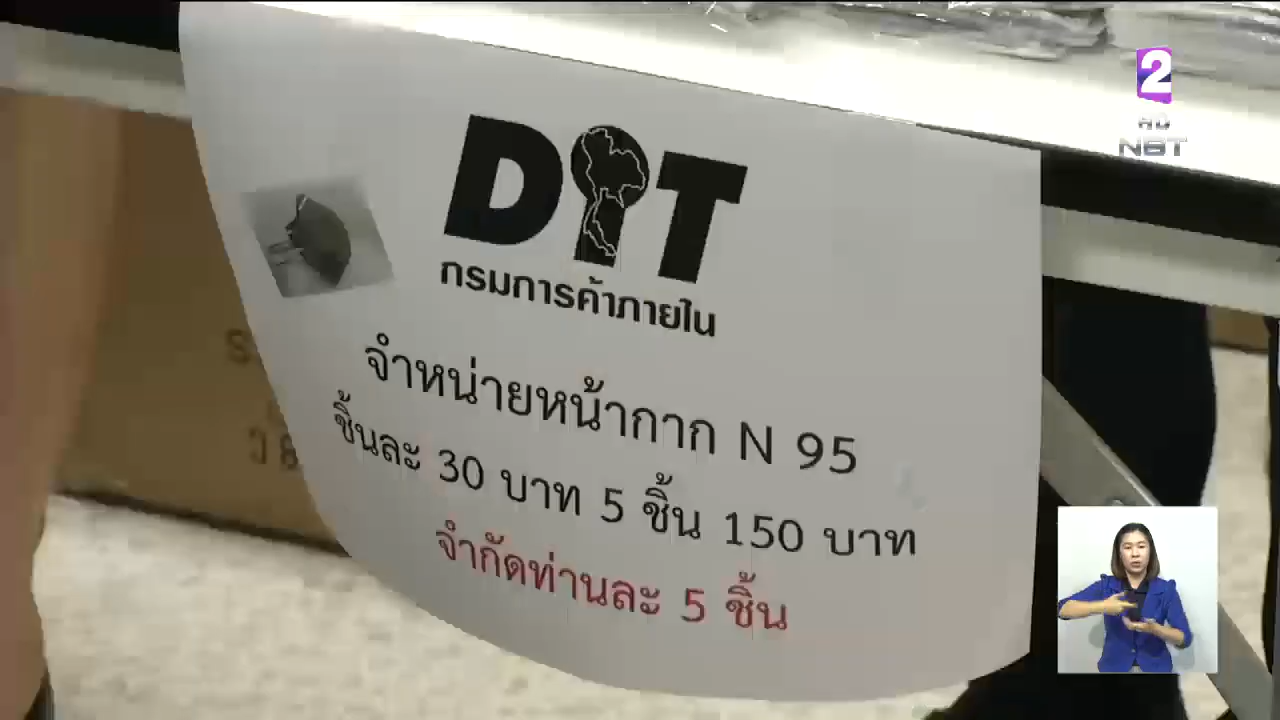 2
HD
NBT
DIT
กรมการค้าภายใน
จำหน่ายหน้ากาก N 95
ชิ้นละ 30 บาท 5 ชิ้น 150 บาท
จำกัดท่านละ 5 ชิ้น